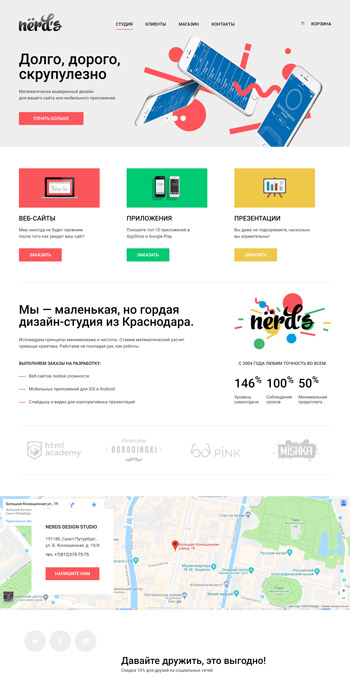 nërd's
СТУДИЯ
КЛИЕНТЫ
МАГАЗИН
КОНТАКТЫ
КОРЗИНА
Долго, дорого,
скрупулезно
Математически выверенный дизайн
для вашего сайта или мобильного приложения.
УЗНАТЬ БОЛЬШЕ
ВЕБ-САЙТЫ
Мир никогда не будет прежним
после того как увидит ваш сайт!
ЗАКАЗАТЬ
ПРИЛОЖЕНИЯ
Покорите топ-10 приложений в
AppStore и Google Play
ЗАКАЗАТЬ
ПРЕЗЕНТАЦИИ
Вы даже не подозреваете, насколько
вы изумительны!
ЗАКАЗАТЬ
Мы — маленькая, но гордая
дизайн-студия из Краснодара.
Исповедуем принципы минимализма и чистоты. Ставим математический расчет
превыше креатива. Работаем не покладая рук, как роботы.
ВЫПОЛНЯЕМ ЗАКАЗЫ НА РАЗРАБОТКУ:
Веб-сайтов любой сложности
Мобильных приложений для iOS и Android
Слайдшоу и видео для корпоративных презентаций
nërd's
С 2004 ГОДА ЛЮБИМ ТОЧНОСТЬ ВО ВСЕМ:
146% 100% 50%
Уровень
самоотдачи
Соблюдение
сроков
Минимальная
предоплата
html
academy
Barbershop
BORODINSKI
PINK
MISHKA
Большая Конюшенная ул., 19
NERDS DESIGN STUDIO
191186, Санкт-Петурбург,
ул. Б. Конюшенная, д. 19/8
тел. +7(812)275-75-75
НАПИШИТЕ НАМ
Большая Конюшенная
улица, 19
Давайте дружить, это выгодно!
Скидка 10% для друзей из социальных сетей